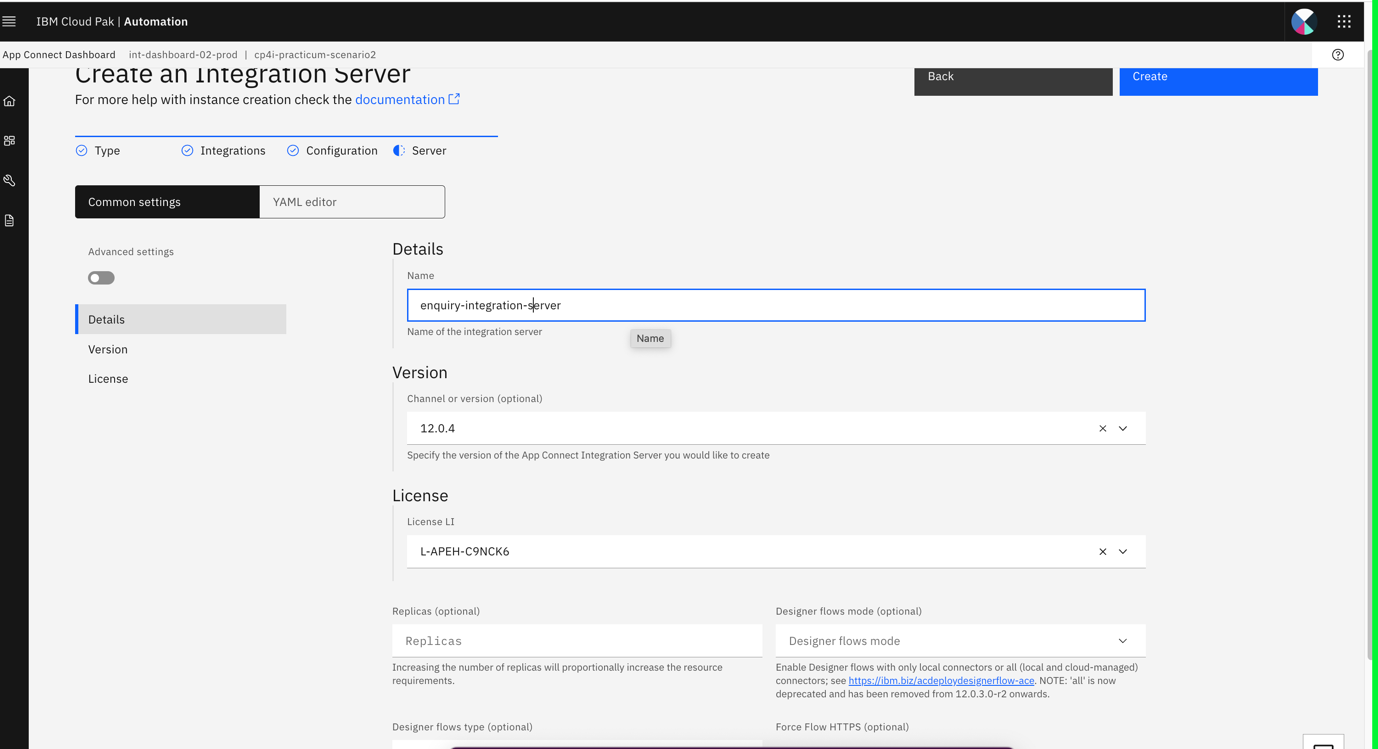 IBM Cloud Pak | Automation
App Connect Dashboard int-dashboard-02-prod | cp4i-practicum-scenario2
Create an Integration Server
Back
Create
For more help with instance creation check the documentation
Type
Integrations
Configuration
Server
Common settings
YAML editor
Advanced settings
Details
Version
License
Details
Name
enquiry-integration-server
Name of the integration server
Name
Version
Channel or version (optional)
12.0.4
Specify the version of the App Connect Integration Server you would like to create
License
License LI
L-APEH-C9NCK6
Replicas (optional)
Replicas
Increasing the number of replicas will proportionally increase the resource
requirements.
Designer flows mode (optional)
Designer flows mode
Enable Designer flows with only local connectors or all (local and cloud-managed)
connectors; see https://ibm.biz/acdeploydesignerflow-ace. NOTE: 'all' is now
deprecated and has been removed from 12.0.3.0-r2 onwards.
Designer flows type (optional)
Force Flow HTTPS (optional)